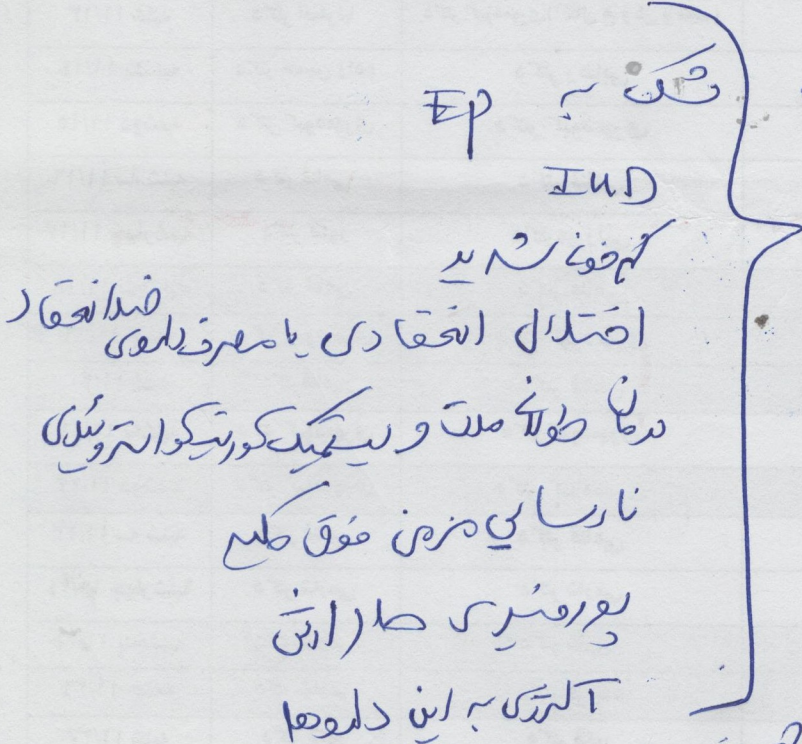 شک به EP
IUD
کم خونی شدید
اختلال انعقادی یا مصرف داروی ضد انعقاد
درمان طولانی مدت و سیستمیک کورتیکواستروئیدی
نارسایی مزمن فوق کلیه
پورفیری حاد ارثی
آلرژی به این داروها